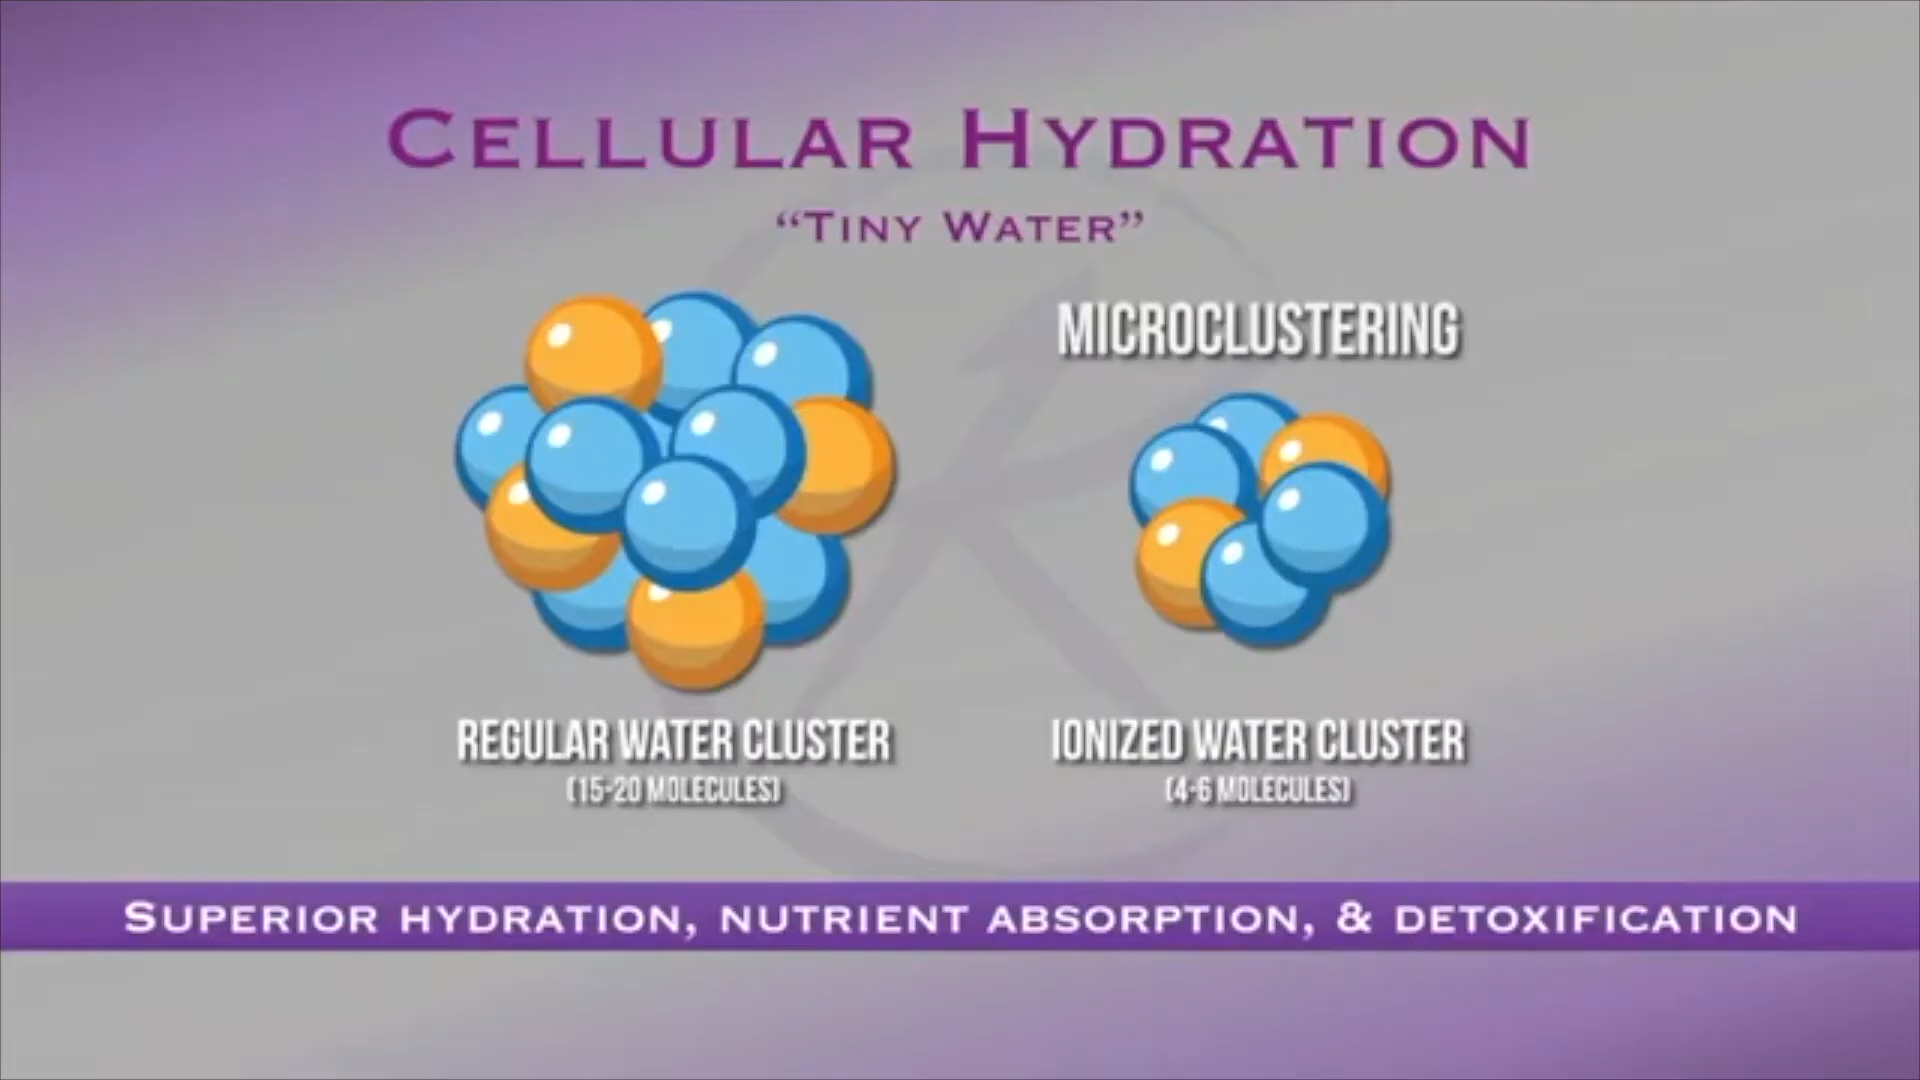 CELLULAR HYDRATION
“TINY WATER”
MICROCLUSTERING
REGULAR WATER CLUSTER
(15-20 MOLECULES)
IONIZED WATER CLUSTER
(4-6 MOLECULES)
SUPERIOR HYDRATION, NUTRIENT ABSORPTION, & DETOXIFICATION